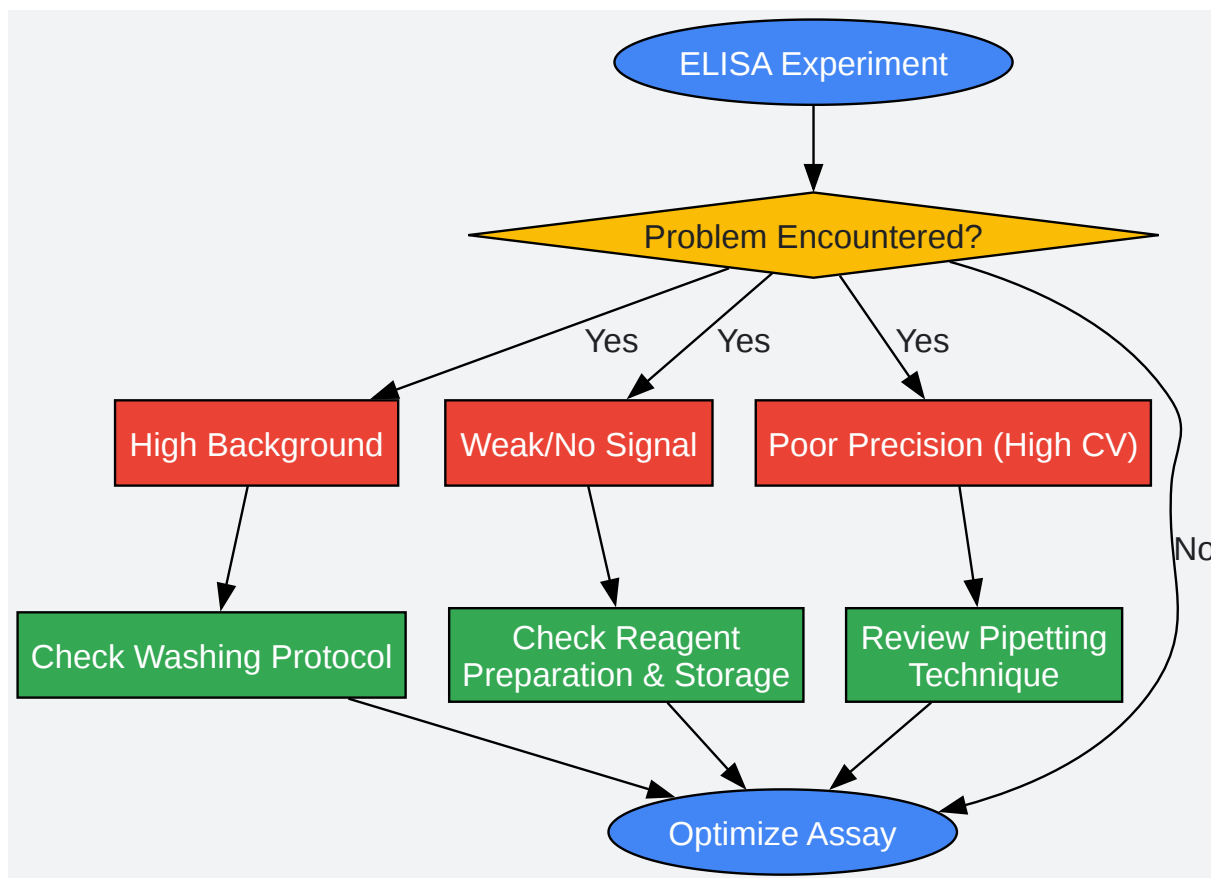 ELISA Experiment
Problem Encountered?
Yes
Yes
Yes
High Background
Weak/No Signal
Poor Precision (High CV)
No
Check Washing Protocol
Check Reagent
Preparation & Storage
Review Pipetting
Technique
Optimize Assay